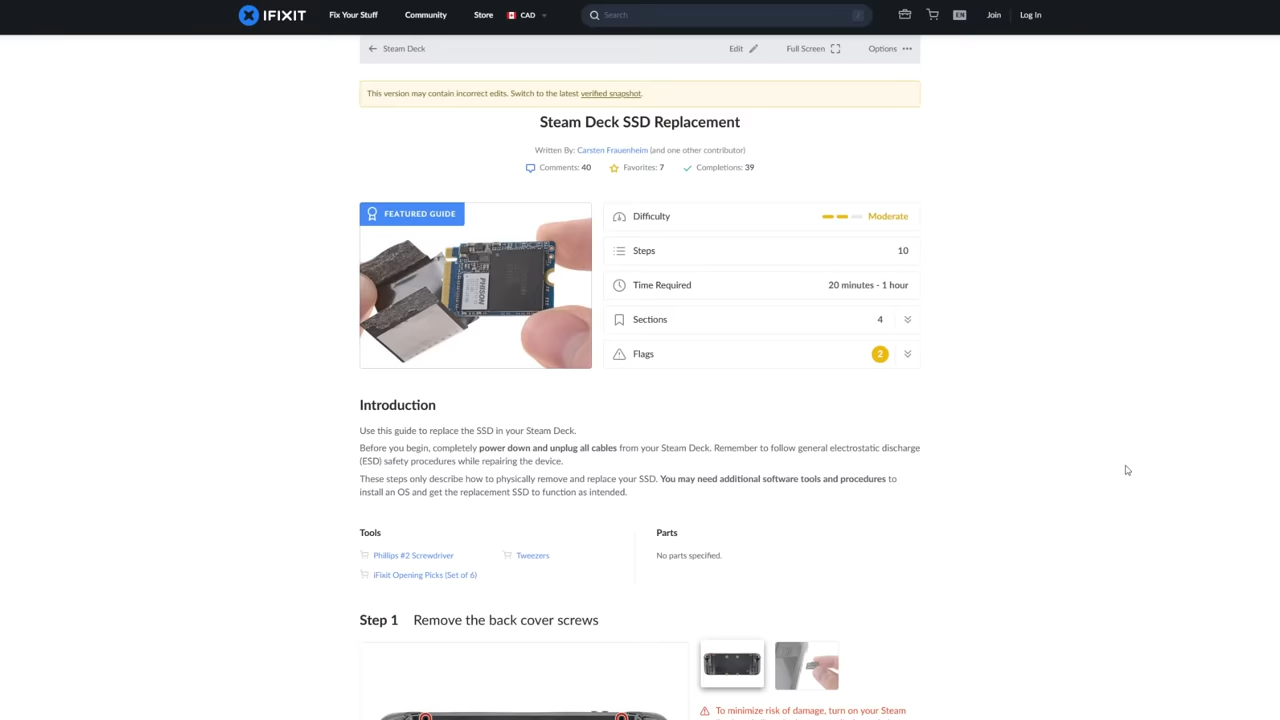 IFIXIT
Fix Your Stuff
Community
Store
CAD
Search
/
EN
Join
Log In
Steam Deck
Edit
Full Screen
Options
This version may contain incorrect edits. Switch to the latest verified snapshot.
Steam Deck SSD Replacement
Written By: Carsten Frauenheim (and one other contributor)
Comments: 40
Favorites: 7
Completions: 39
FEATURED GUIDE
PHISON
Difficulty
Moderate
Steps
10
Time Required
20 minutes - 1 hour
Sections
4
Flags
2
Introduction
Use this guide to replace the SSD in your Steam Deck.
Before you begin, completely power down and unplug all cables from your Steam Deck. Remember to follow general electrostatic discharge
(ESD) safety procedures while repairing the device.
These steps only describe how to physically remove and replace your SSD. You may need additional software tools and procedures to
install an OS and get the replacement SSD to function as intended.
Tools
Phillips #2 Screwdriver
Tweezers
iFixit Opening Picks (Set of 6)
Parts
No parts specified.
Step 1 Remove the back cover screws
To minimize risk of damage, turn on your Steam